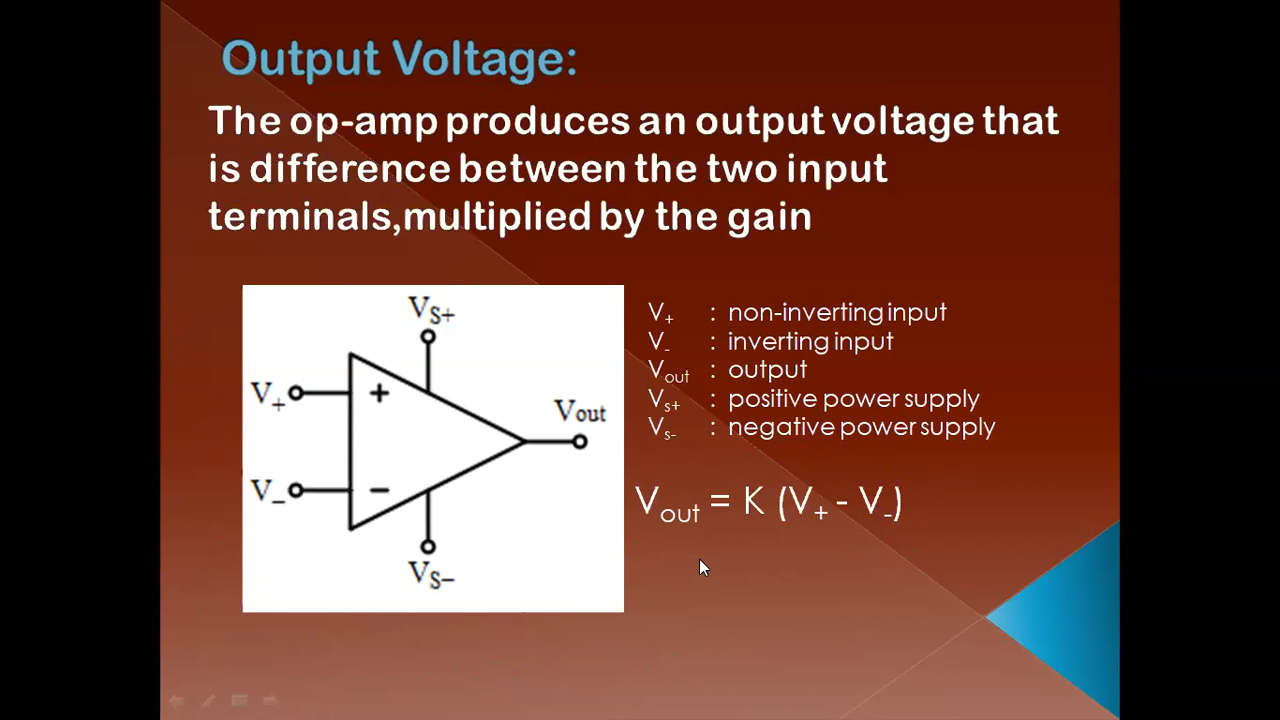 Output Voltage:
The op-amp produces an output voltage that
is difference between the two input
terminals,multiplied by the gain
V+ : non-inverting input
V- : inverting input
Vout : output
Vs+ : positive power supply
Vs- : negative power supply
Vout = K (V+ - V-)
VS+
V+
+
Vout
V−
−
VS−